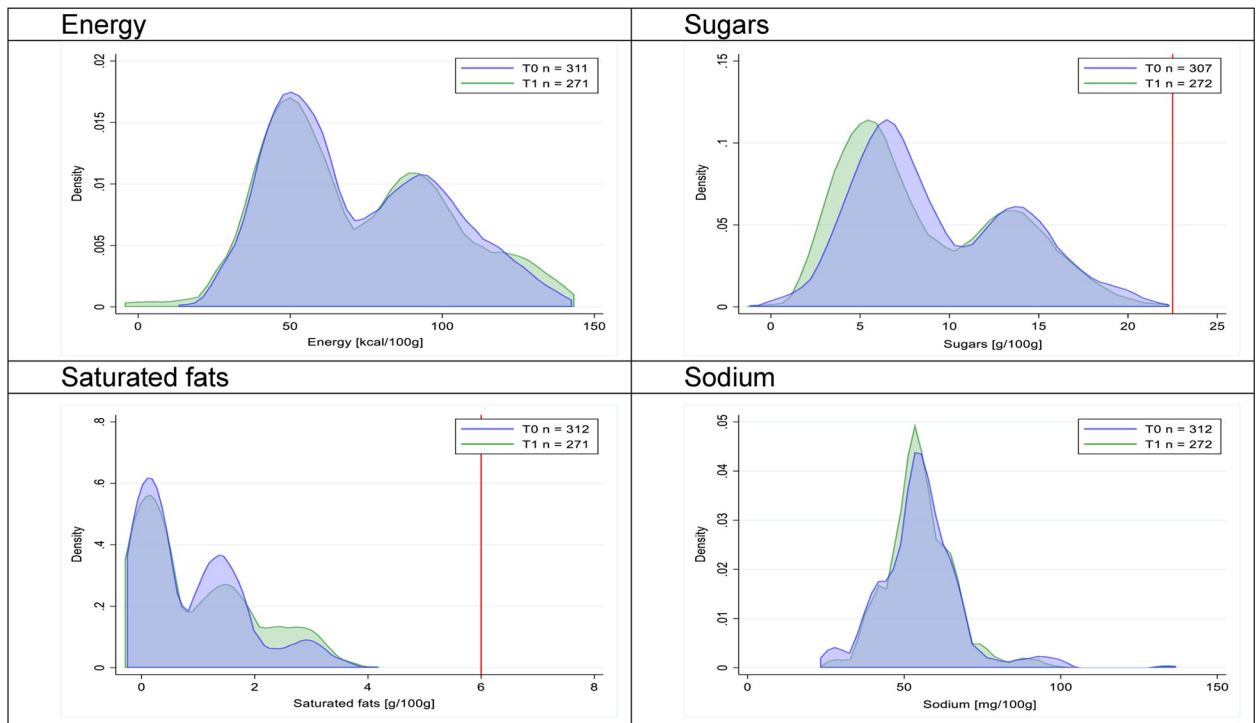 Energy
Sugars
.02
.015
.01
.005
0
Density
T0 n = 311
T1 n = 271
0
50
100
150
Energy [kcal/100g]
.15
.1
.05
0
Density
T0 n = 307
T1 n = 272
0
5
10
15
20
25
Sugars [g/100g]
Saturated fats
Sodium
.8
.6
.4
.2
0
Density
T0 n = 312
T1 n = 271
0
2
4
6
8
Saturated fats [g/100g]
.05
.04
.03
.02
.01
0
Density
T0 n = 312
T1 n = 272
0
50
100
150
Sodium [mg/100g]